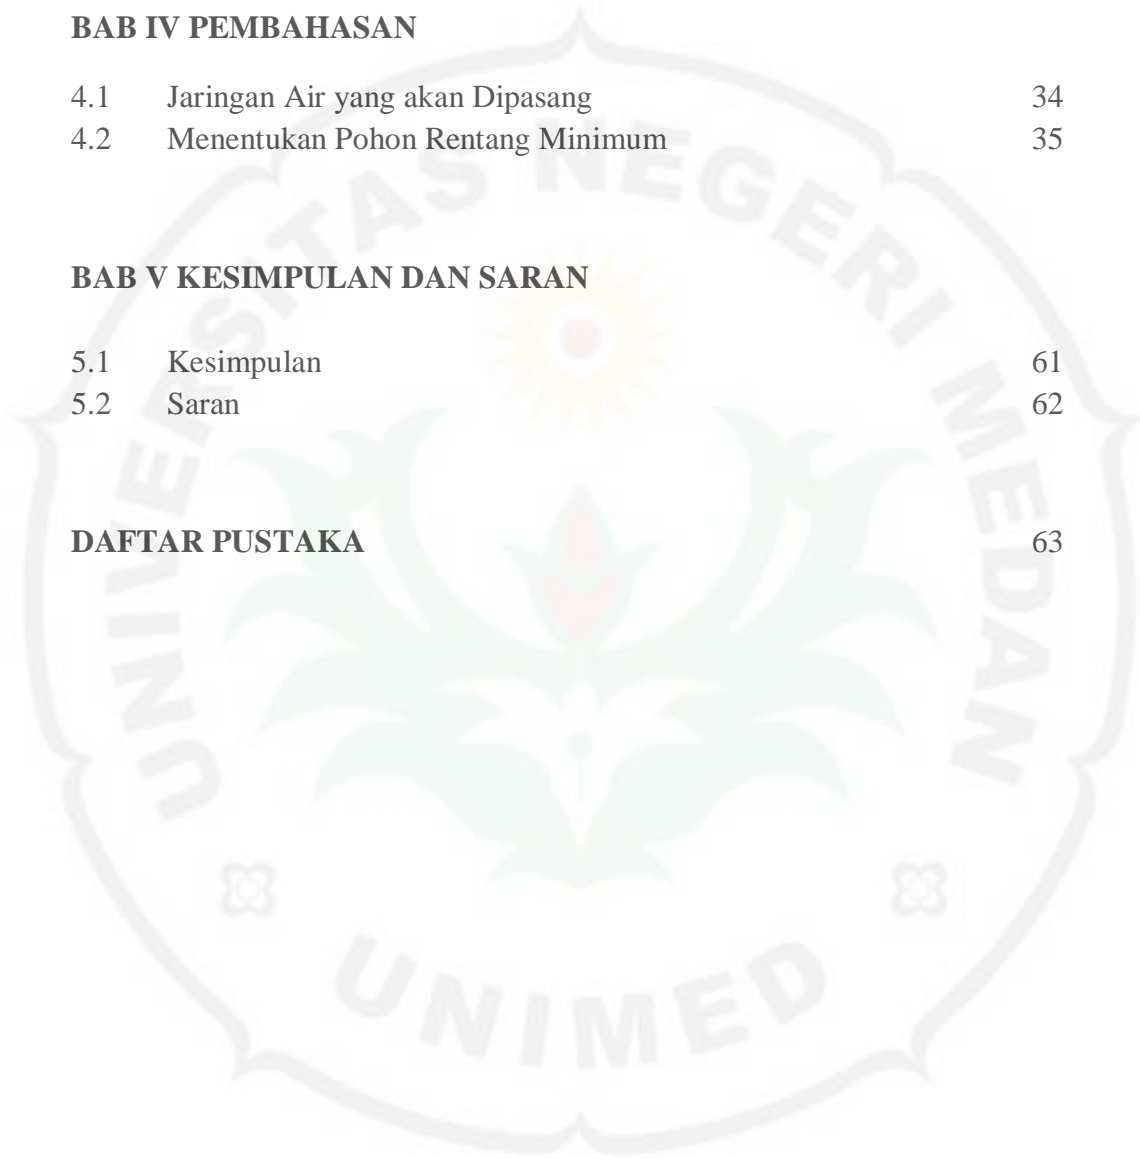 BAB IV PEMBAHASAN
4.1 Jaringan Air yang akan Dipasang 34
4.2 Menentukan Pohon Rentang Minimum 35
BAB V KESIMPULAN DAN SARAN
5.1 Kesimpulan 61
5.2 Saran 62
DAFTAR PUSTAKA 63
UNIVERSITAS NEGERI MEDAN
UNIMED